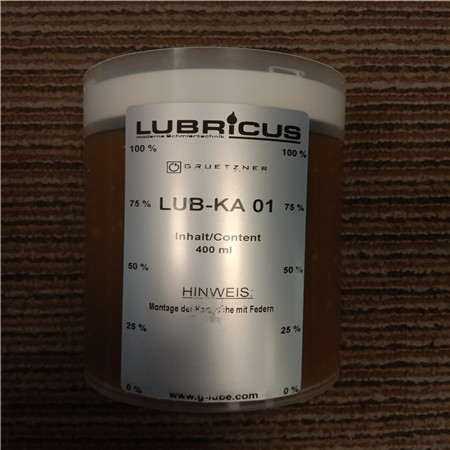 LUBRICUS
moderne Schmiertechnik
100 % 100 %
GRUETZNER
75 % LUB-KA 01 75 %
Inhalt/Content
400 ml
50 % 50 %
HINWEIS:
Montage der mit Federn
25 % 25 %
0 % 0 %
www.g-lube.com